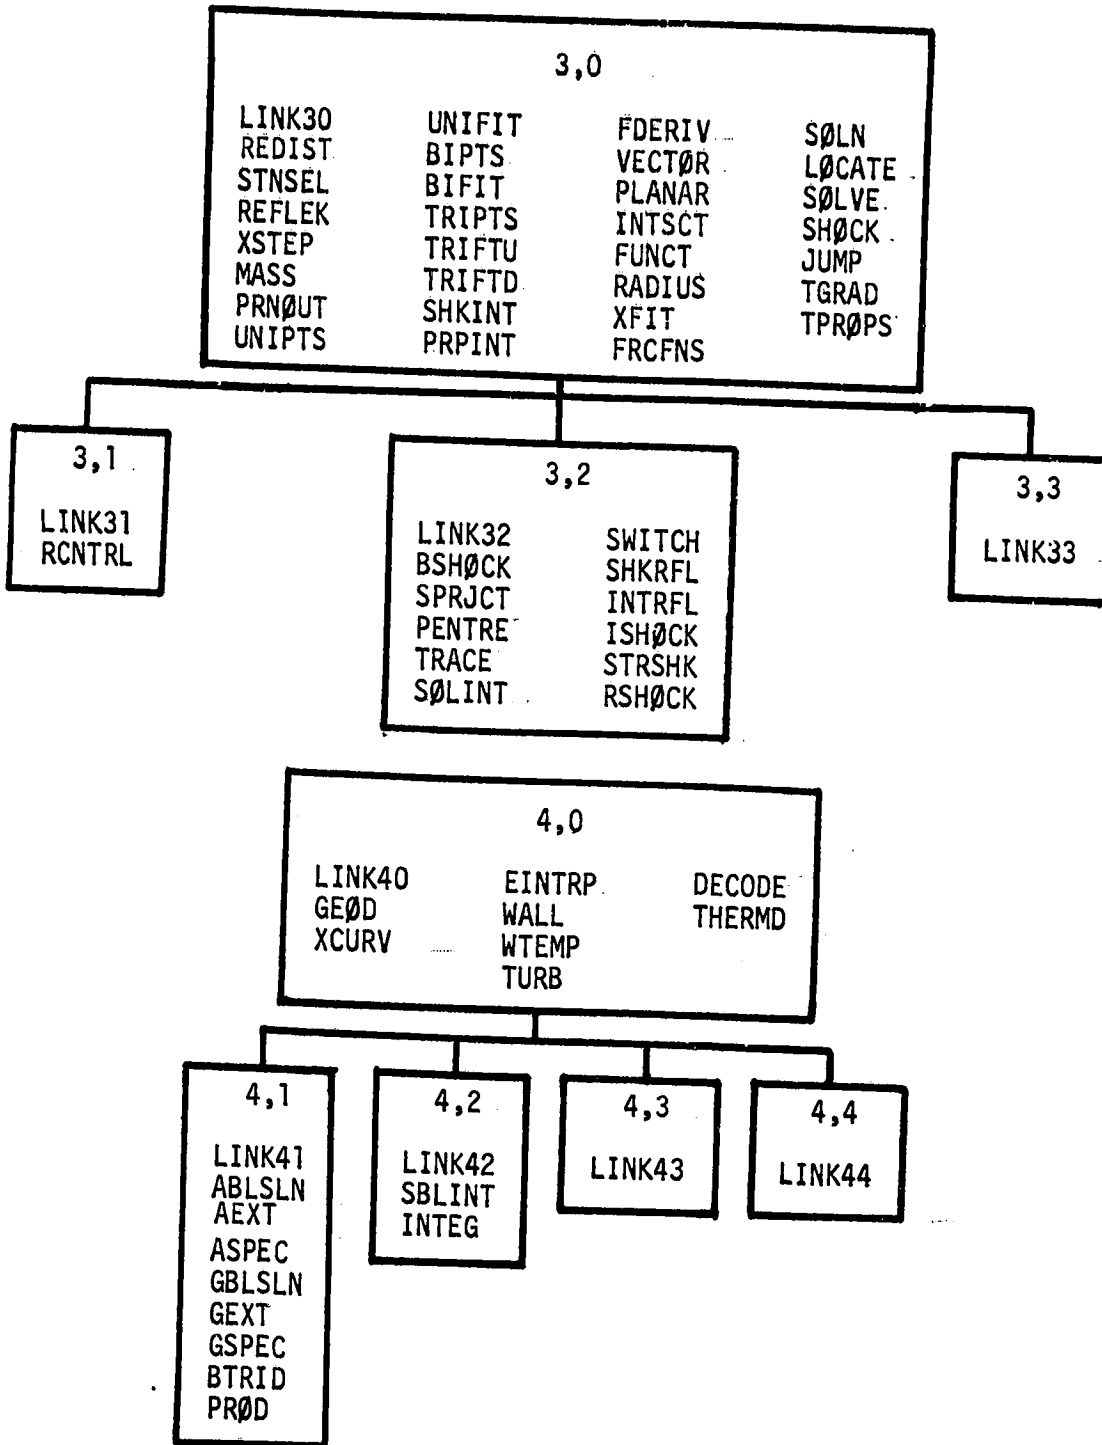 3,0
LINK30 UNIFIT FDERIV SØLN
REDIST BIPTS VECTØR LØCATE
STNSEL BIFIT PLANAR SØLVE
REFLEK TRIPTS INTSCT SHØCK
XSTEP TRIFTU FUNCT JUMP
MASS TRIFTD RADIUS TGRAD
PRNØUT SHKINT XFIT TPRØPS
UNIPTS PRPINT FRCFNS
3,1
LINK31
RCNTRL
3,2
LINK32 SWITCH
BSHØCK SHKRFL
SPRJCT INTRFL
PENTRE ISHØCK
TRACE STRSHK
SØLINT RSHØCK
3,3
LINK33
4,0
LINK40 EINTRP DECODE
GEØD WALL THERMD
XCURV WTEMP
TURB
4,1
LINK41
ABLSLN
AEXT
ASPEC
GBLSLN
GEXT
GSPEC
BTRID
PRØD
4,2
LINK42
SBLINT
INTEG
4,3
LINK43
4,4
LINK44